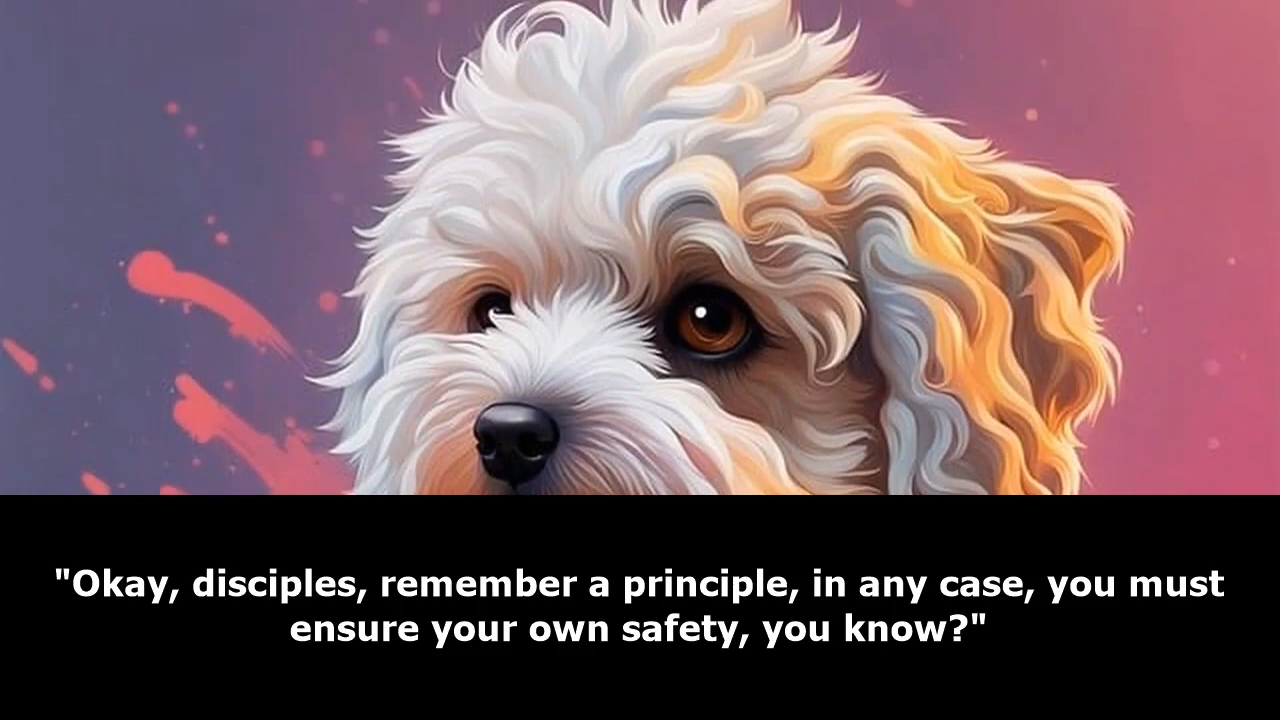 "Okay, disciples, remember a principle, in any case, you must
ensure your own safety, you know?"